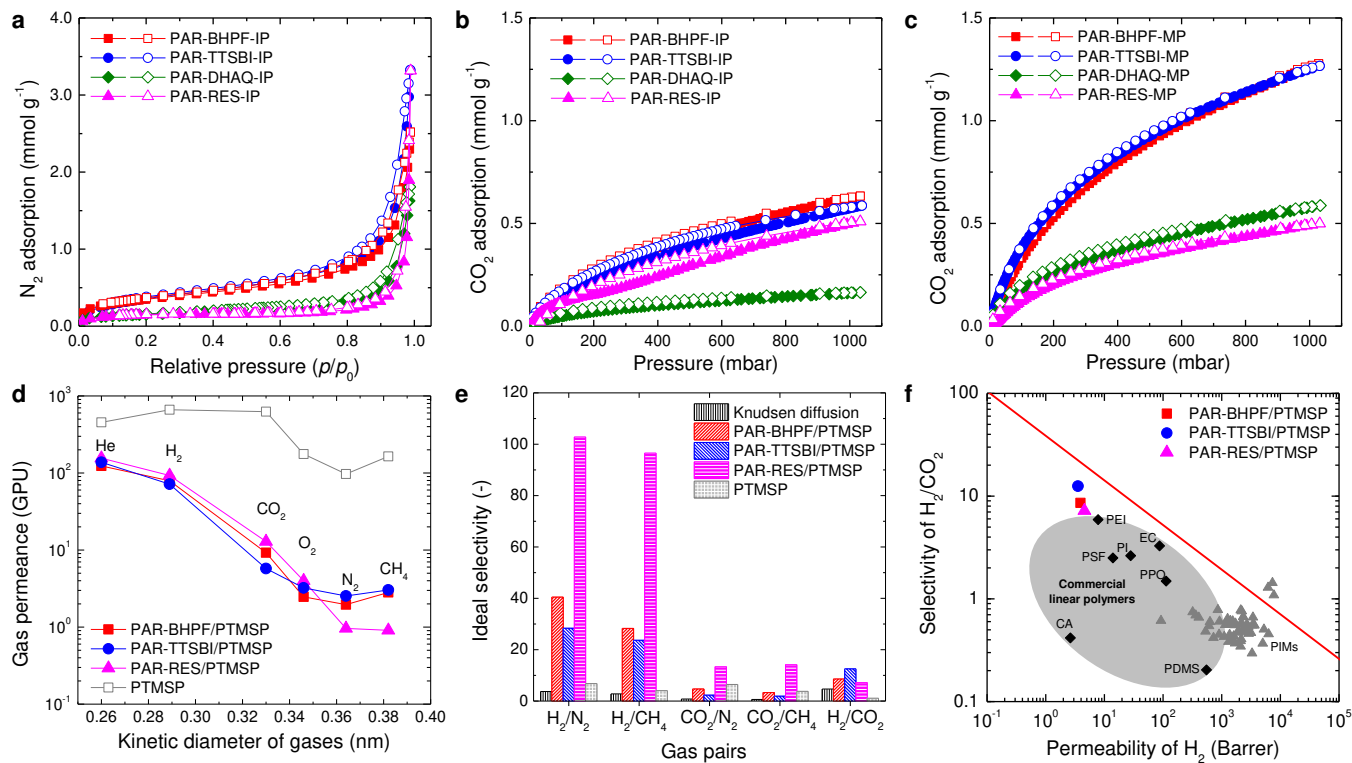 a
N2 adsorption (mmol g-1)
4.0
3.0
2.0
1.0
0.0
PAR-BHPF-IP
PAR-TTSBI-IP
PAR-DHAQ-IP
PAR-RES-IP
0.0 0.2 0.4 0.6 0.8 1.0
Relative pressure (p/p0)
b
CO2 adsorption (mmol g-1)
1.5
1.0
0.5
0.0
PAR-BHPF-IP
PAR-TTSBI-IP
PAR-DHAQ-IP
PAR-RES-IP
0 200 400 600 800 1000
Pressure (mbar)
c
CO2 adsorption (mmol g-1)
1.5
1.0
0.5
0.0
PAR-BHPF-MP
PAR-TTSBI-MP
PAR-DHAQ-MP
PAR-RES-MP
0 200 400 600 800 1000
Pressure (mbar)
d
Gas permeance (GPU)
10^3
10^2
10^1
10^0
10^-1
He
H2
CO2
O2
N2
CH4
PAR-BHPF/PTMSP
PAR-TTSBI/PTMSP
PAR-RES/PTMSP
PTMSP
0.26 0.28 0.30 0.32 0.34 0.36 0.38 0.40
Kinetic diameter of gases (nm)
e
Ideal selectivity (-)
120
100
80
60
40
20
0
Knudsen diffusion
PAR-BHPF/PTMSP
PAR-TTSBI/PTMSP
PAR-RES/PTMSP
PTMSP
H2/N2 H2/CH4 CO2/N2 CO2/CH4 H2/CO2
Gas pairs
f
Selectivity of H2/CO2
100
10
1
0.1
PAR-BHPF/PTMSP
PAR-TTSBI/PTMSP
PAR-RES/PTMSP
PEI
EC
PI
PSF
PPO
Commercial
linear polymers
CA
PDMS
PIMs
10^-1 10^0 10^1 10^2 10^3 10^4 10^5
Permeability of H2 (Barrer)